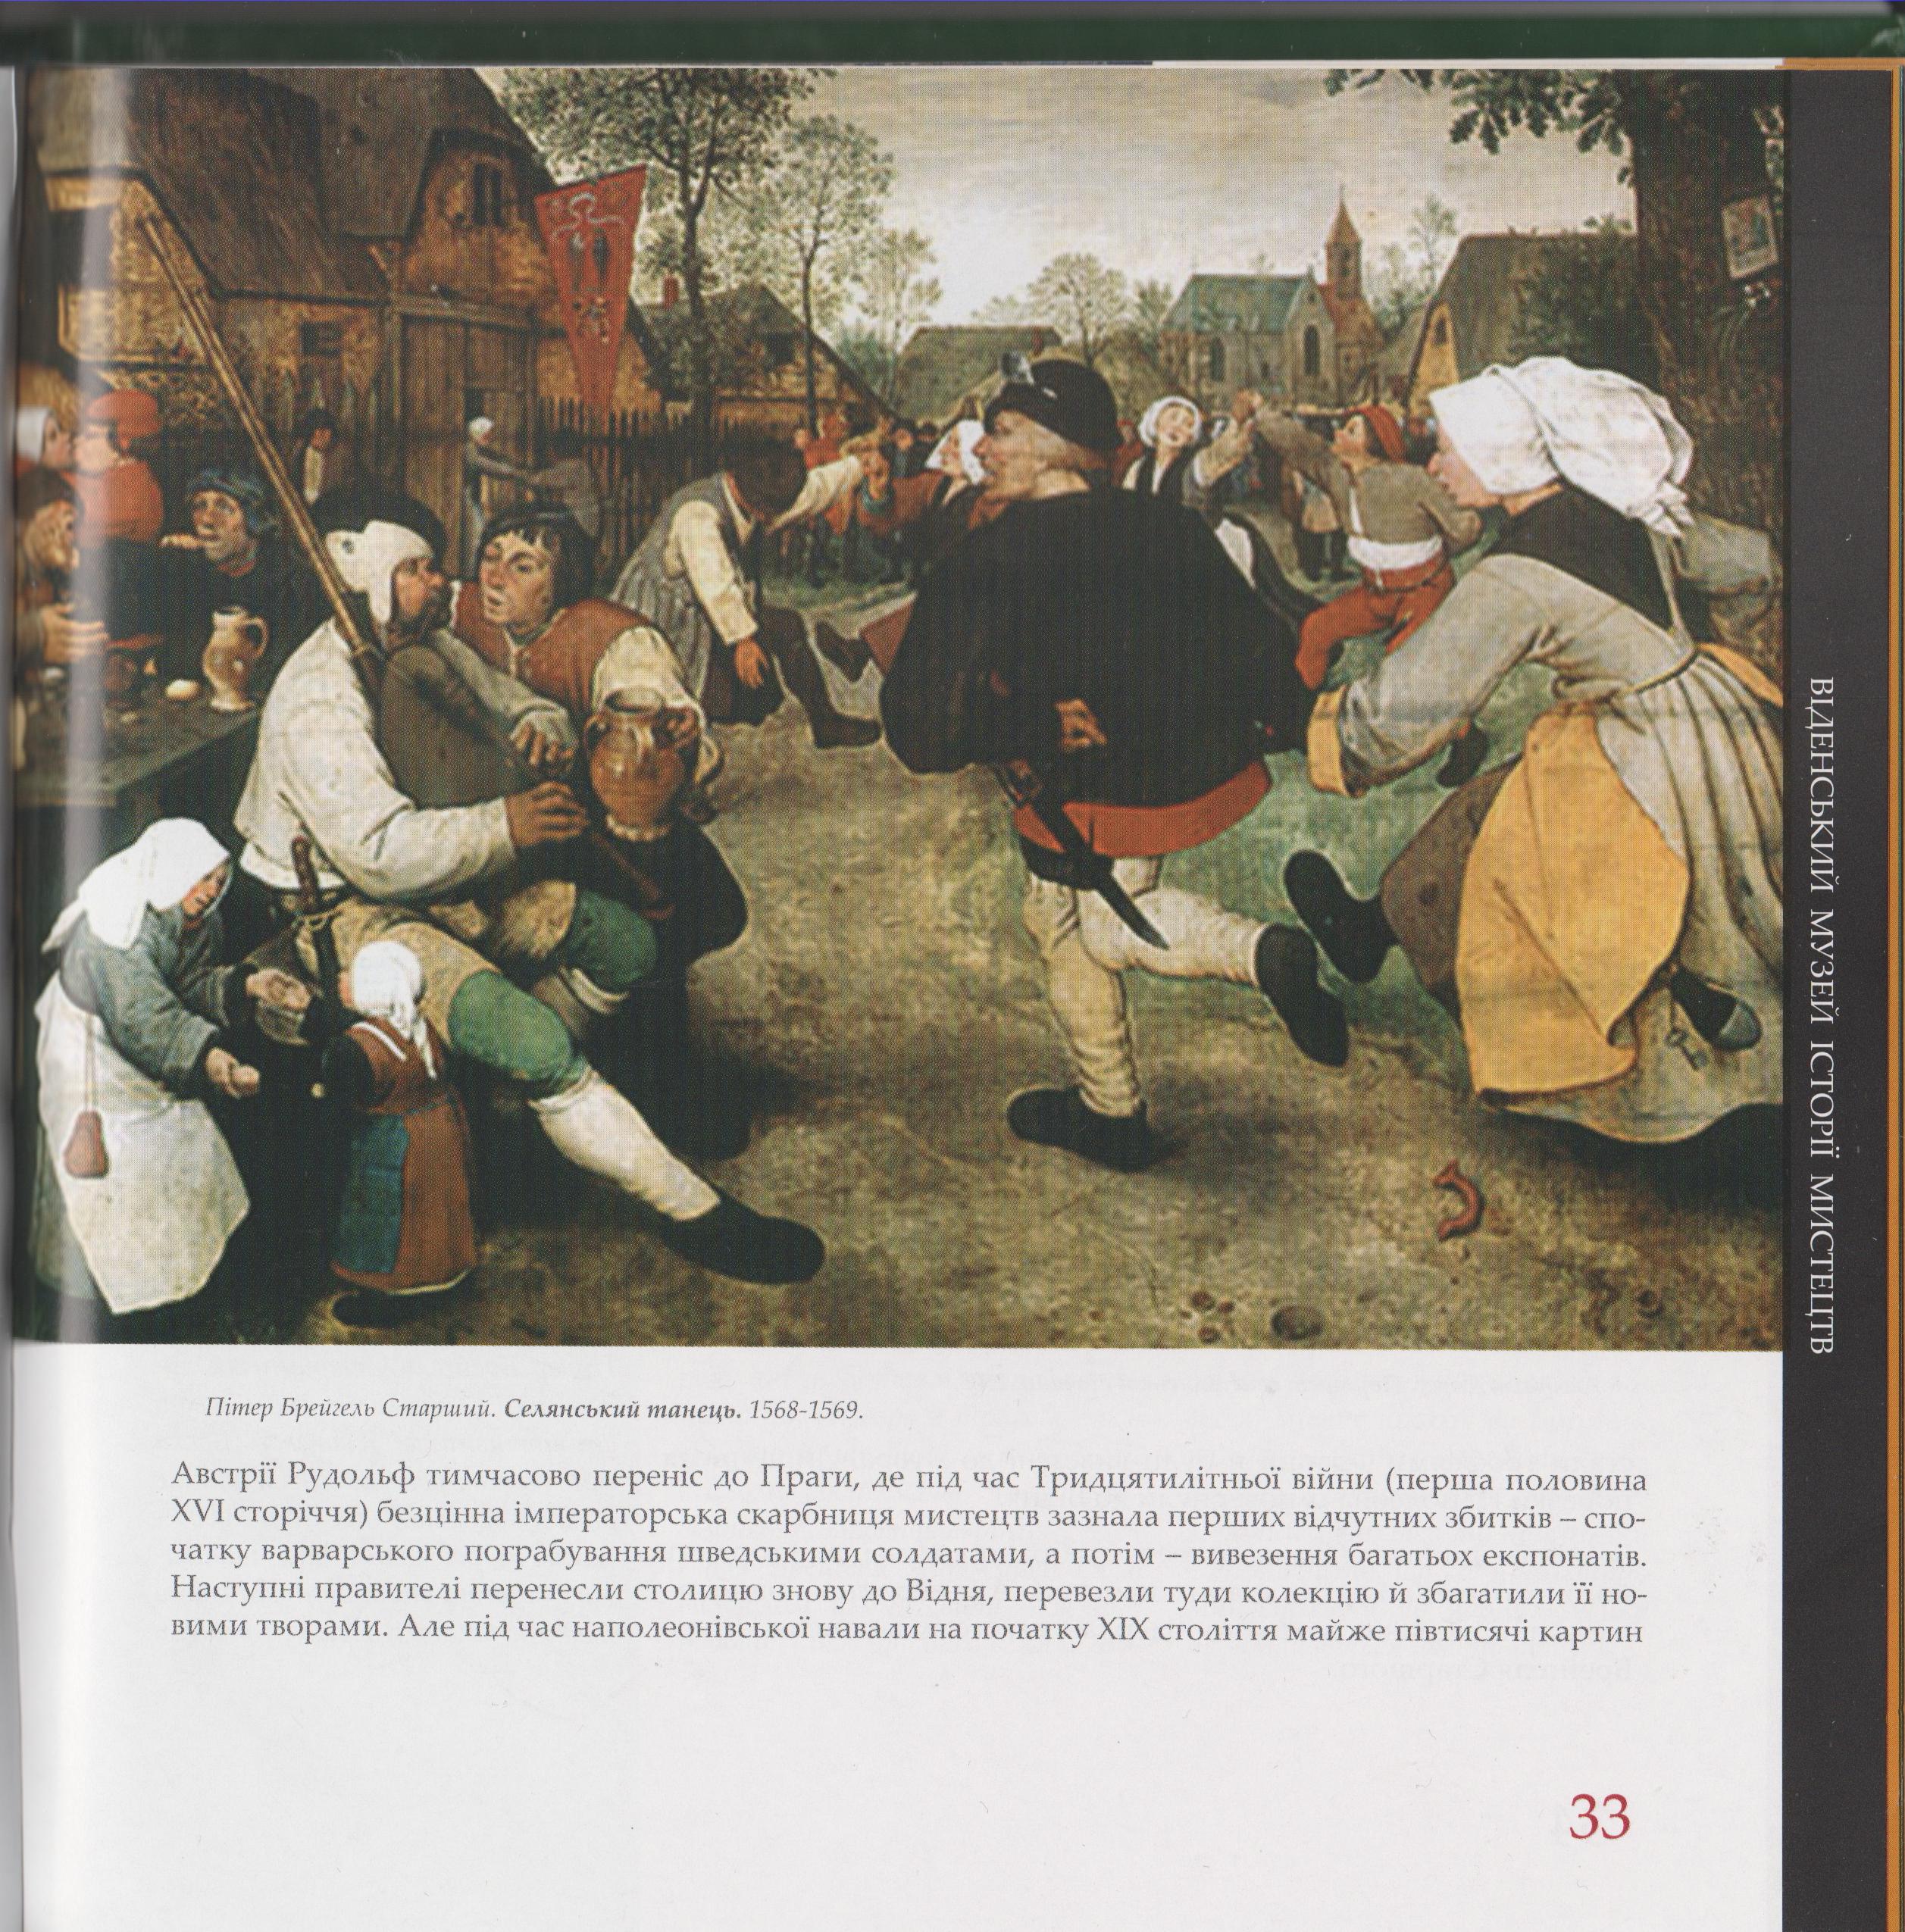 ВІДЕНСЬКИЙ МУЗЕЙ ІСТОРІЇ МИСТЕЦТВ
Пітер Брейгель Старший. Селянський танець. 1568-1569.
Австрії Рудольф тимчасово переніс до Праги, де під час Тридцятилітньої війни (перша половина
XVI сторіччя) безцінна імператорська скарбниця мистецтв зазнала перших відчутних збитків – спо-
чатку варварського пограбування шведськими солдатами, а потім – вивезення багатьох експонатів.
Наступні правителі перенесли столицю знову до Відня, перевезли туди колекцію й збагатили її но-
вими творами. Але під час наполеонівської навали на початку XIX століття майже півтисячі картин
33